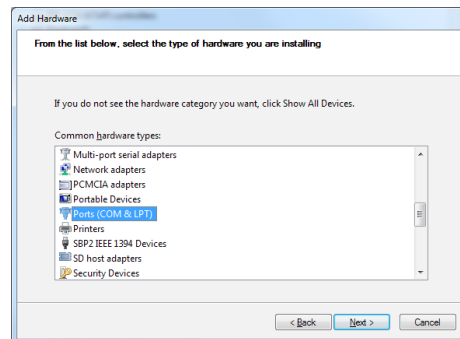 Add Hardware
From the list below, select the type of hardware you are installing
If you do not see the hardware category you want, click Show All Devices.
Common hardware types:
Multi-port serial adapters
Network adapters
PCMCIA adapters
Portable Devices
Ports (COM & LPT)
Printers
SBP2 IEEE 1394 Devices
SD host adapters
Security Devices
< Back Next > Cancel